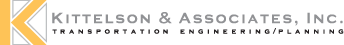 KITTELSON & ASSOCIATES, INC.
TRANSPORTATION ENGINEERING/PLANNING